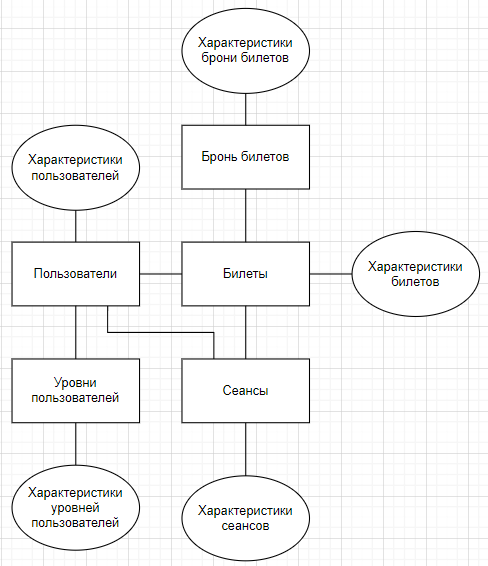 Характеристики
брони билетов
Бронь билетов
Характеристики
пользователей
Пользователи
Билеты
Характеристики
билетов
Уровни
пользователей
Сеансы
Характеристики
уровней
пользователей
Характеристики
сеансов